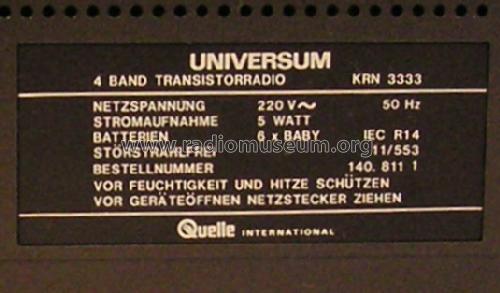 UNIVERSUM
4 BAND TRANSISTORRADIO KRN 3333
NETZSPANNUNG 220 V~ 50 Hz
STROMAUFNAHME 5 WATT
BATTERIEN 6 x BABY IEC R14
www.radiomuseum.org
STÖRSTRAHLFREI 11/553
BESTELLNUMMER 140. 811 1
VOR FEUCHTIGKEIT UND HITZE SCHÜTZEN
VOR GERÄTEÖFFNEN NETZSTECKER ZIEHEN
Quelle INTERNATIONAL